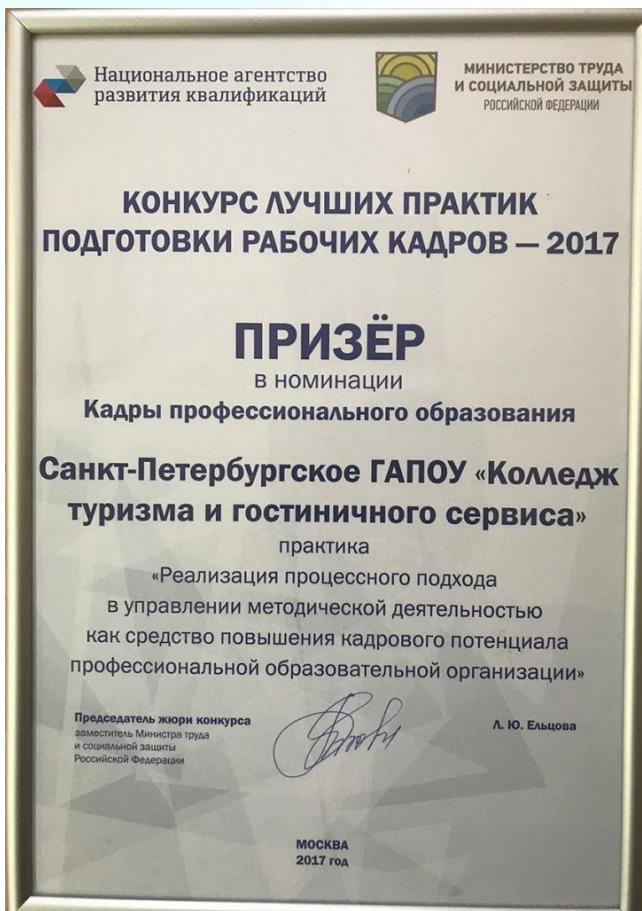 Национальное агентство
развития квалификаций
МИНИСТЕРСТВО ТРУДА
И СОЦИАЛЬНОЙ ЗАЩИТЫ
РОССИЙСКОЙ ФЕДЕРАЦИИ
КОНКУРС ЛУЧШИХ ПРАКТИК
ПОДГОТОВКИ РАБОЧИХ КАДРОВ — 2017
ПРИЗЁР
в номинации
Кадры профессионального образования
Санкт-Петербургское ГАПОУ «Колледж
туризма и гостиничного сервиса»
практика
«Реализация процессного подхода
в управлении методической деятельностью
как средство повышения кадрового потенциала
профессиональной образовательной организации»
Председатель жюри конкурса
заместитель Министра труда
и социальной защиты
Российской Федерации
Л. Ю. Ельцова
МОСКВА
2017 год